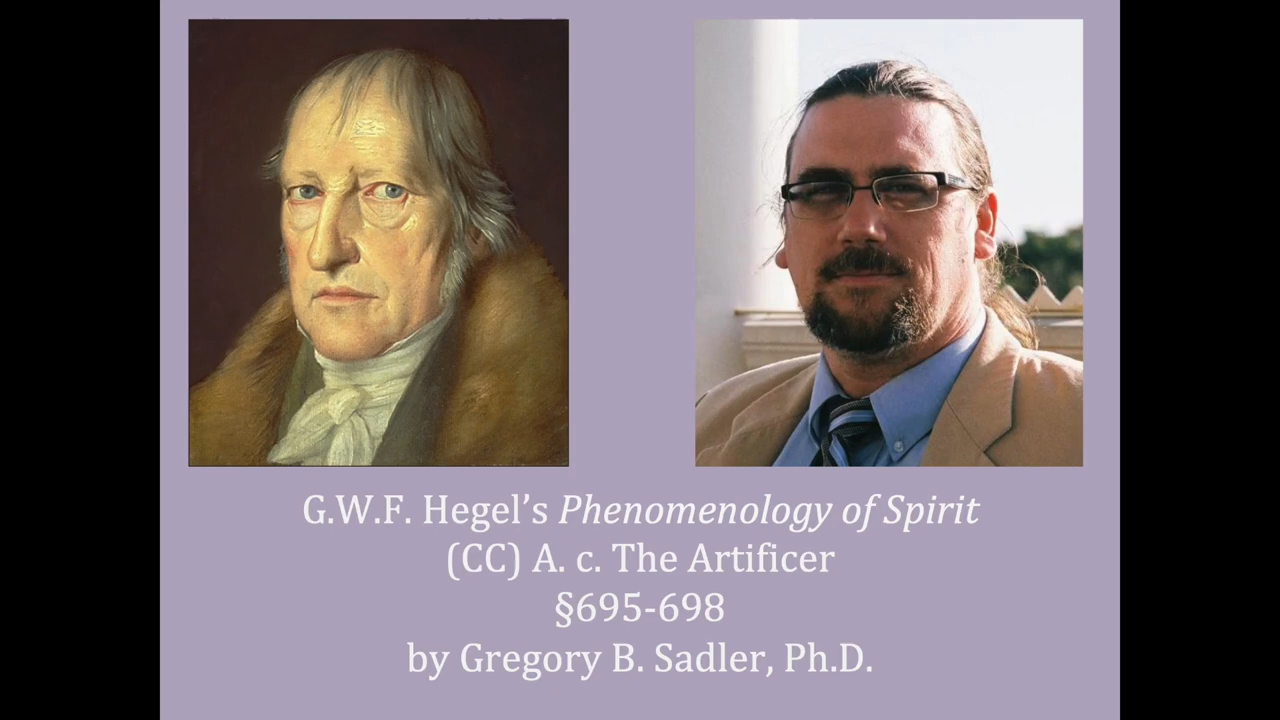 G.W.F. Hegel’s Phenomenology of Spirit
(CC) A. c. The Artificer
§695-698
by Gregory B. Sadler, Ph.D.